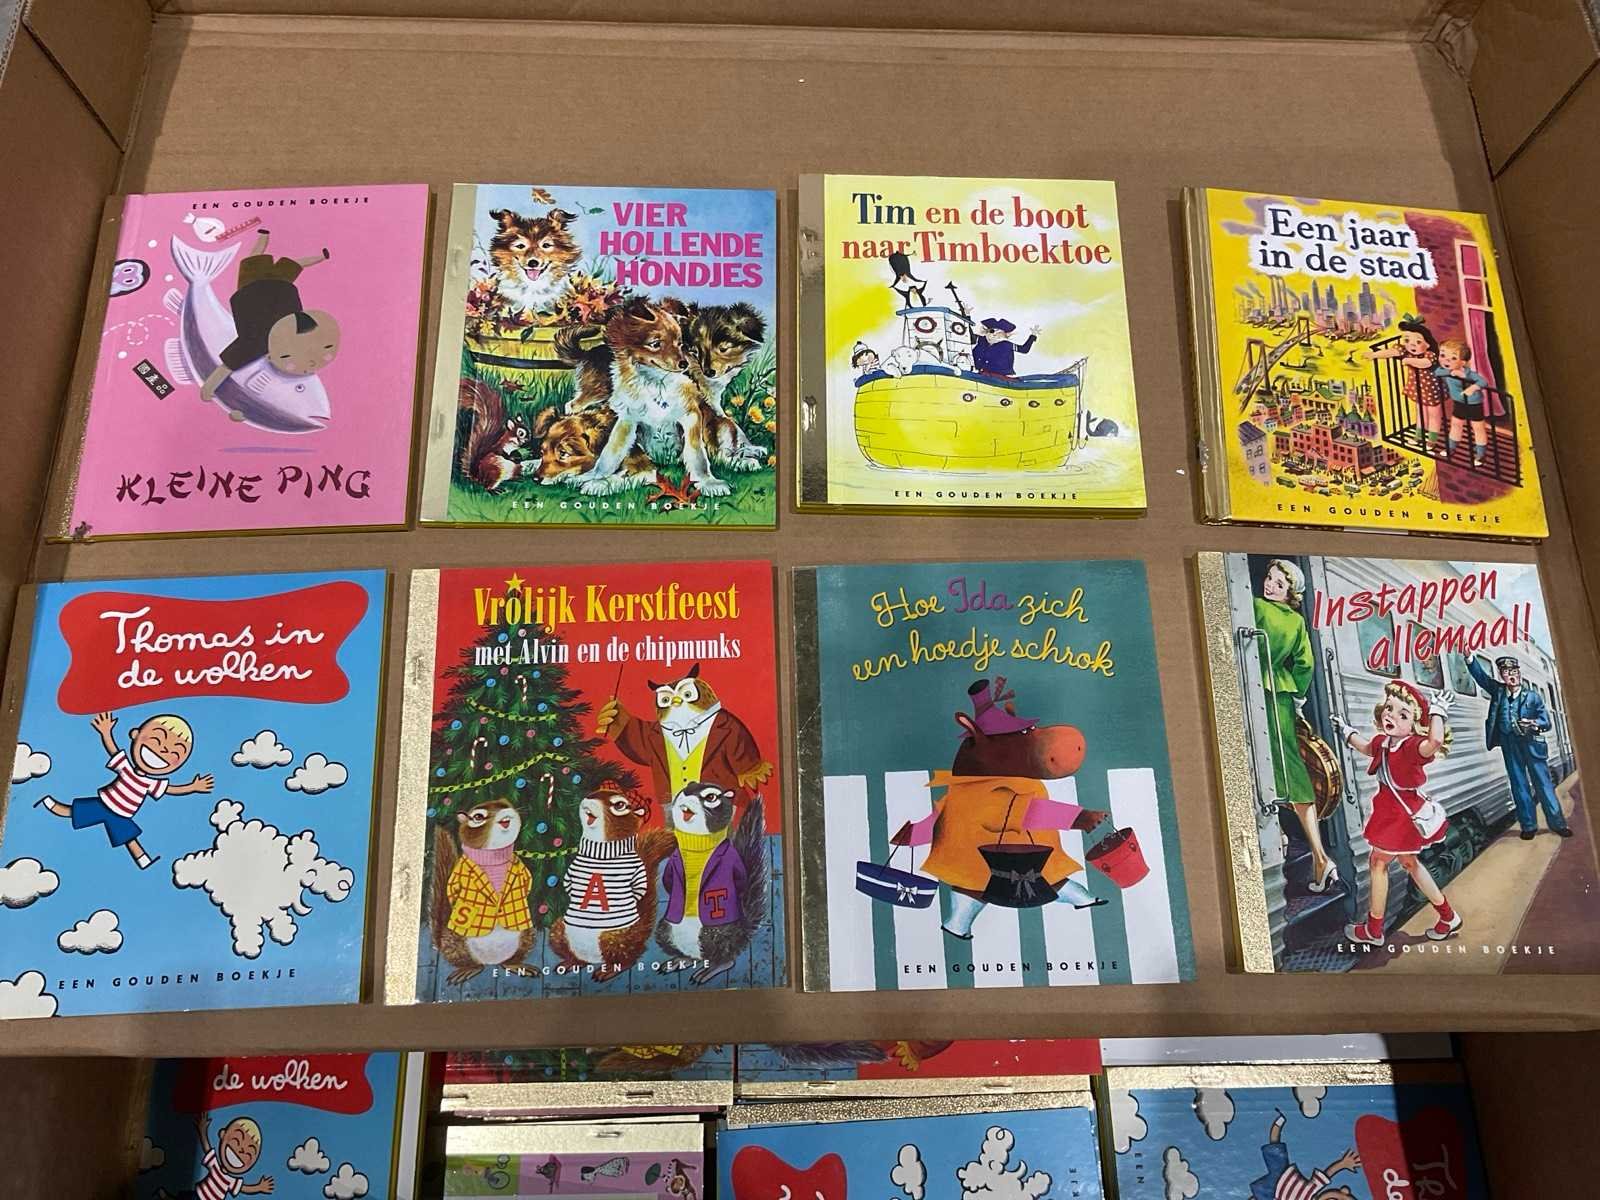 EEN GOUDEN BOEKJE
KLEINE PING
VIER
HOLLENDE
HONDJES
EEN GOUDEN BOEKJE
Tim en de boot
naar Timboektoe
EEN GOUDEN BOEKJE
Een jaar
in de stad
EEN GOUDEN BOEKJE
Thomas in
de wolken
EEN GOUDEN BOEKJE
Vrolijk Kerstfeest
met Alvin en de chipmunks
S
A
T
EEN GOUDEN BOEKJE
Hoe Ida zich
een hoedje schrok
EEN GOUDEN BOEKJE
Instappen
allemaal!
EEN GOUDEN BOEKJE
de wolken